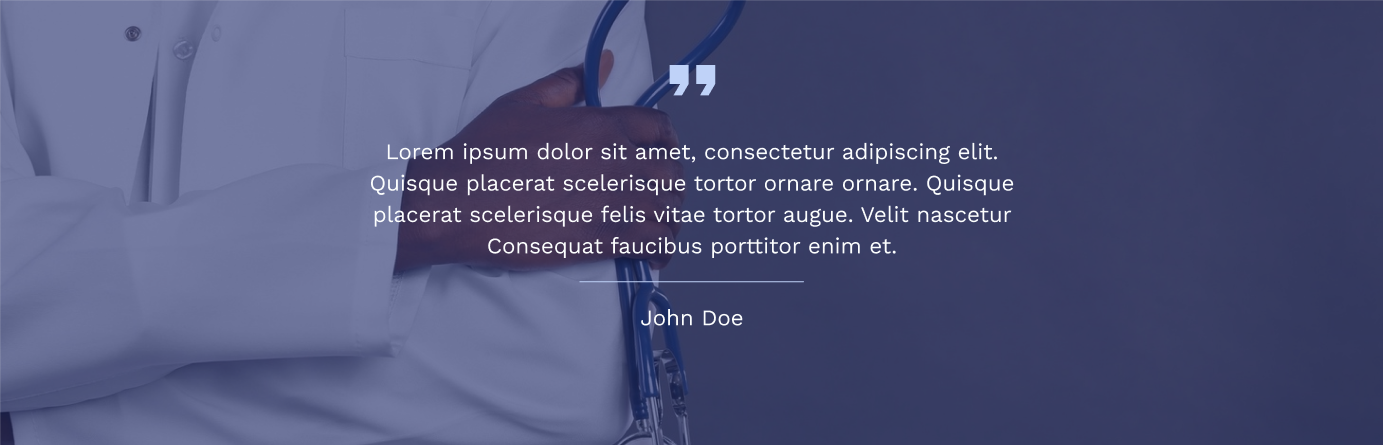 ”
Lorem ipsum dolor sit amet, consectetur adipiscing elit.
Quisque placerat scelerisque tortor ornare ornare. Quisque
placerat scelerisque felis vitae tortor augue. Velit nascetur
Consequat faucibus porttitor enim et.
John Doe